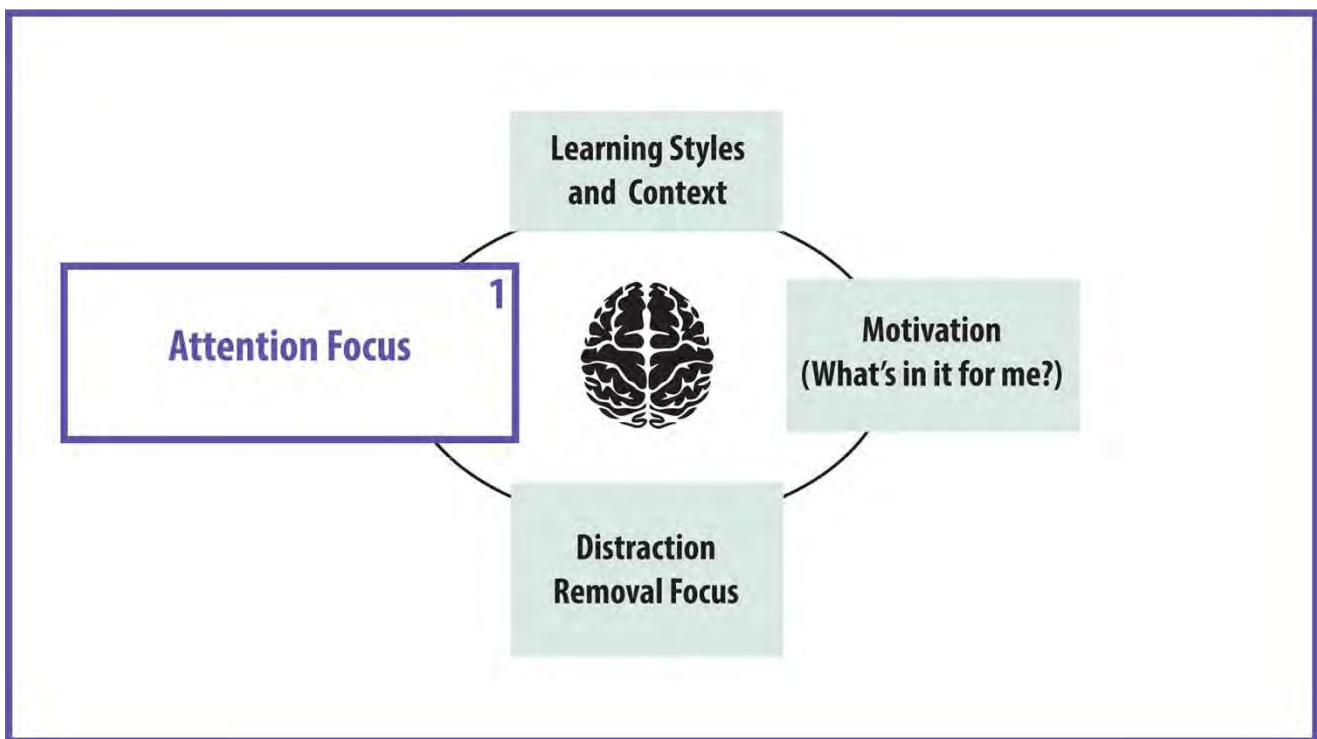 Learning Styles
and Context
1
Attention Focus
Motivation
(What's in it for me?)
Distraction
Removal Focus